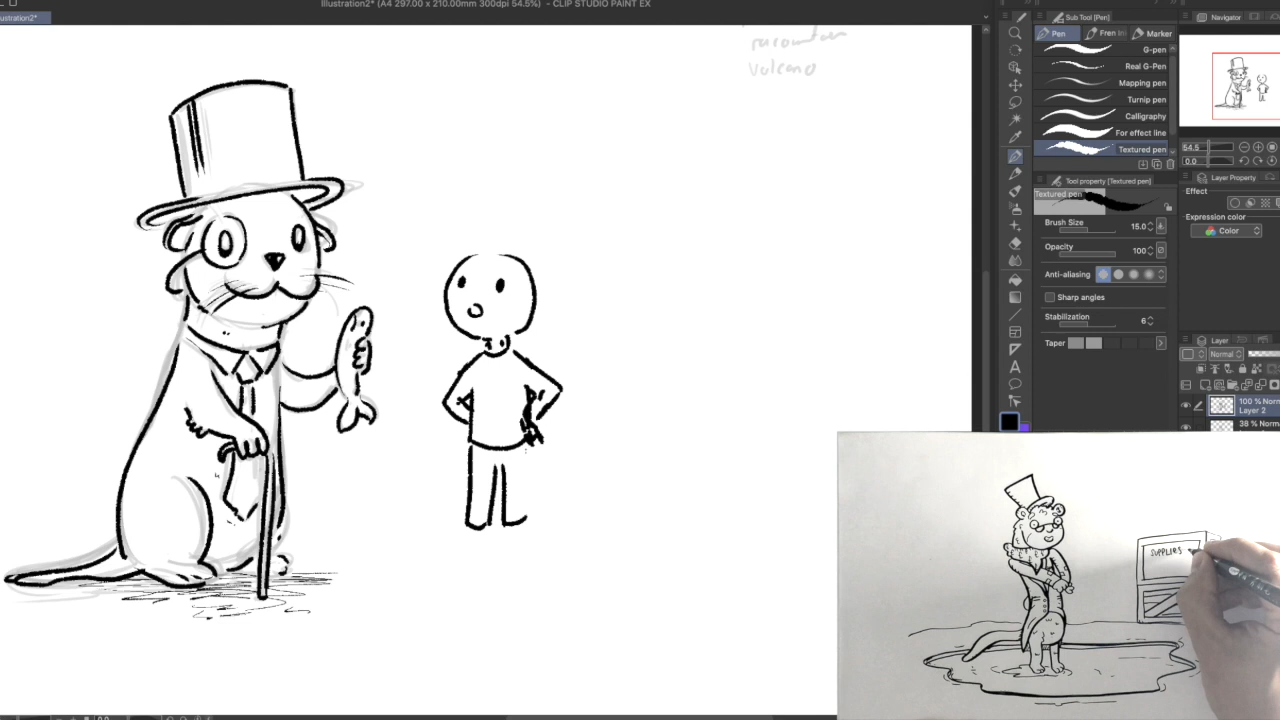 Illustration2* (A4 297.00 x 210.00mm 300dpi 54.5%) - CLIP STUDIO PAINT EX
ustration2*
volcano
Sub Tool [Pen]
Pen
Marker
G-pen
Real G-Pen
Mapping pen
Turnip pen
Calligraphy
For effect line
Textured pen
Tool property [Textured pen]
Textured pen
Brush Size 15.0
Opacity 100
Anti-aliasing
Sharp angles
Stabilization 6
Taper
Navigator
54.5
0.0
Layer Property
Effect
Expression color
Color
Layer
Normal
100 % Norm
Layer 2
38 % Norm
SUPPLIES